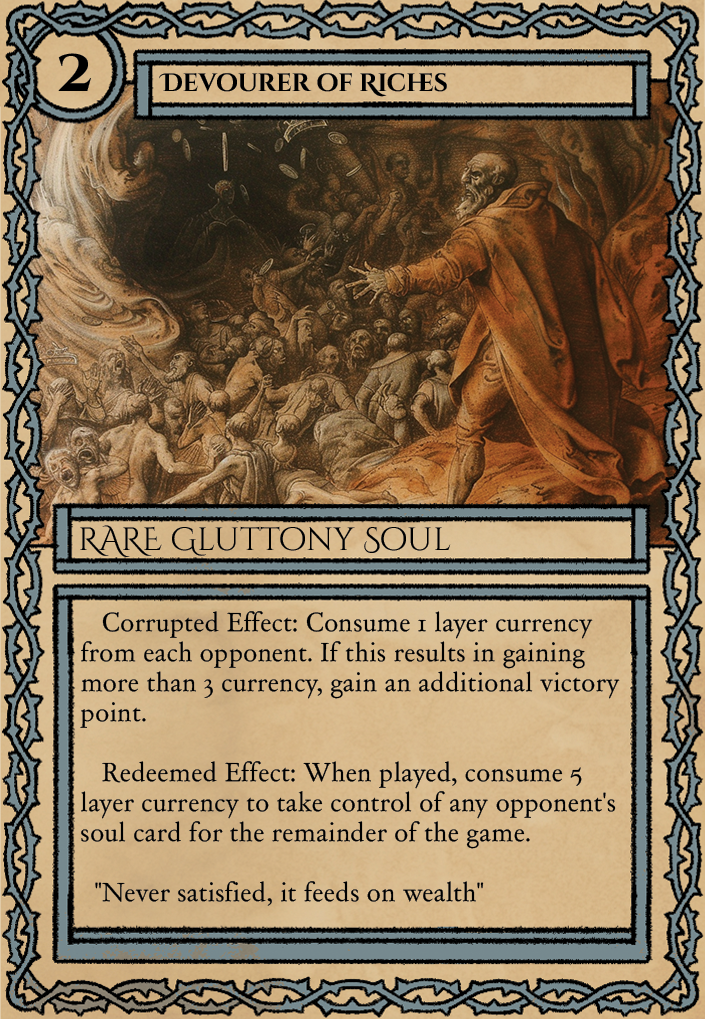 2
Devourer of Riches
Rare Gluttony Soul
Corrupted Effect: Consume 1 layer currency
from each opponent. If this results in gaining
more than 3 currency, gain an additional victory
point.
Redeemed Effect: When played, consume 5
layer currency to take control of any opponent's
soul card for the remainder of the game.
"Never satisfied, it feeds on wealth"